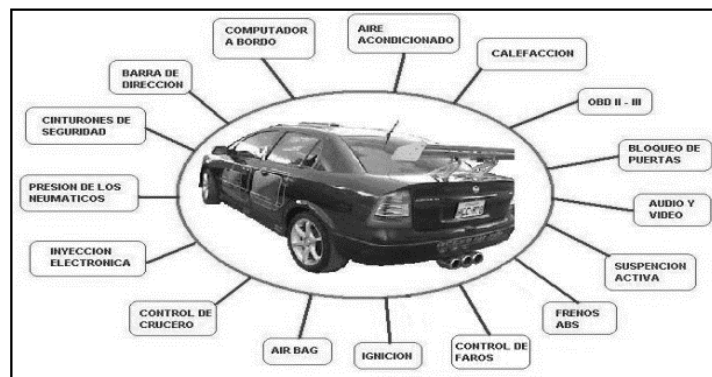 COMPUTADOR
A BORDO
AIRE
ACONDICIONADO
CALEFACCION
OBD II - III
BLOQUEO DE
PUERTAS
AUDIO Y
VIDEO
SUSPENCION
ACTIVA
FRENOS
ABS
CONTROL DE
FAROS
IGNICION
AIR BAG
CONTROL DE
CRUCERO
INYECCION
ELECTRONICA
PRESION DE LOS
NEUMATICOS
CINTURONES DE
SEGURIDAD
BARRA DE
DIRECCION